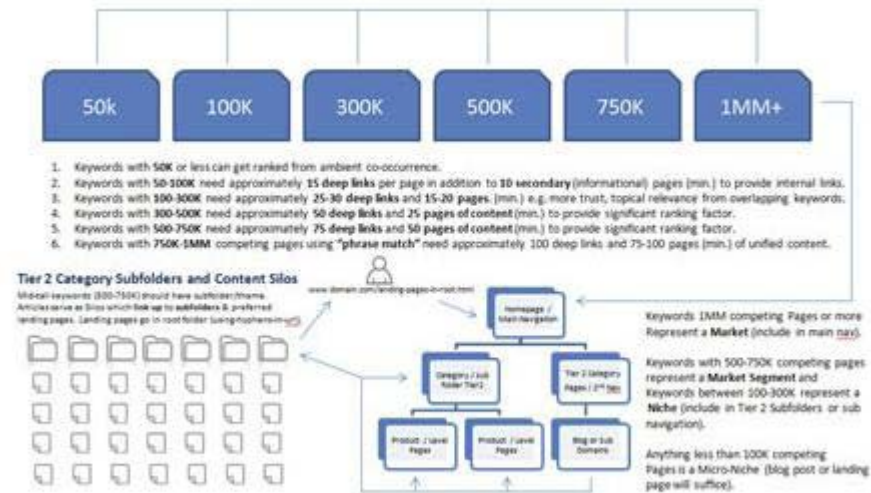 50k
100K
300K
500K
750K
1MM+
1. Keywords with 50K or less can get ranked from ambient co-occurrence.
2. Keywords with 50-100K need approximately 15 deep links per page in addition to 10 secondary (informational) pages (min.) to provide internal links.
3. Keywords with 100-300K need approximately 25-30 deep links and 15-20 pages. (min.) e.g. more trust, topical relevance from overlapping keywords.
4. Keywords with 300-500K need approximately 50 deep links and 25 pages of content (min.) to provide significant ranking factor.
5. Keywords with 500-750K need approximately 75 deep links and 50 pages of content (min.) to provide significant ranking factor.
6. Keywords with 750K-1MM competing pages using "phrase match" need approximately 100 deep links and 75-100 pages (min.) of unified content.
Tier 2 Category Subfolders and Content Silos
Mid-tail keywords (500-750K) should have subfolder/theme.
Articles serve as Silos which link up to subfolders & preferred
landing pages. Landing pages go in root folder (using-hyphens-in-url)
www.domain.com/landing-pages-in-root.html
Homepage /
Main Navigation
Category / Sub
Folder Tier2
Tier 2 Category
Pages / 2nd Nav
Product / Level
Pages
Product / Level
Pages
Blog or Sub
Domains
Keywords 1MM competing Pages or more
Represent a Market (include in main nav).
Keywords with 500-750K competing pages
represent a Market Segment and
Keywords between 100-300K represent a
Niche (include in Tier 2 Subfolders or sub
navigation).
Anything less than 100K competing
Pages is a Micro-Niche (blog post or landing
page will suffice).